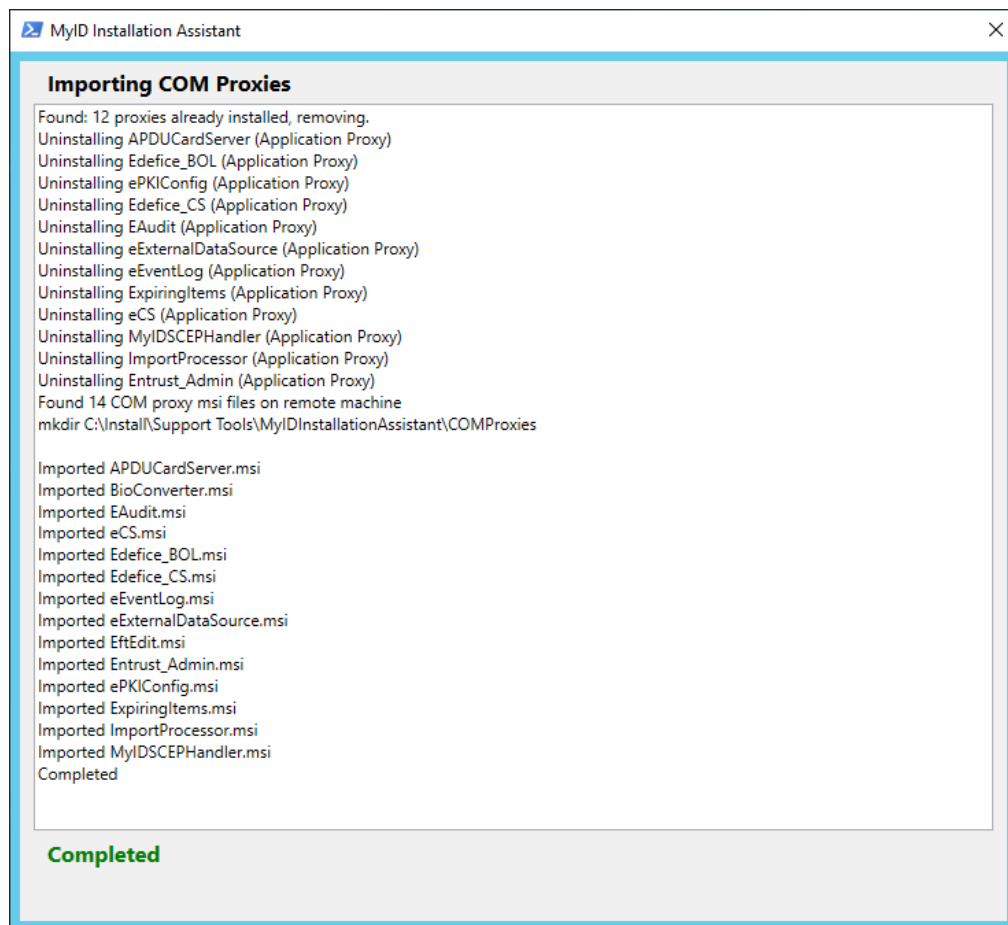 MyID Installation Assistant
Importing COM Proxies
Found: 12 proxies already installed, removing.
Uninstalling APDUCardServer (Application Proxy)
Uninstalling Edefice_BOL (Application Proxy)
Uninstalling ePKIConfig (Application Proxy)
Uninstalling Edefice_CS (Application Proxy)
Uninstalling EAudit (Application Proxy)
Uninstalling eExternalDataSource (Application Proxy)
Uninstalling eEventLog (Application Proxy)
Uninstalling ExpiringItems (Application Proxy)
Uninstalling eCS (Application Proxy)
Uninstalling MyIDSCEPHandler (Application Proxy)
Uninstalling ImportProcessor (Application Proxy)
Uninstalling Entrust_Admin (Application Proxy)
Found 14 COM proxy msi files on remote machine
mkdir C:\Install\Support Tools\MyIDInstallationAssistant\COMProxies
Imported APDUCardServer.msi
Imported BioConverter.msi
Imported EAudit.msi
Imported eCS.msi
Imported Edefice_BOL.msi
Imported Edefice_CS.msi
Imported eEventLog.msi
Imported eExternalDataSource.msi
Imported EftEdit.msi
Imported Entrust_Admin.msi
Imported ePKIConfig.msi
Imported ExpiringItems.msi
Imported ImportProcessor.msi
Imported MyIDSCEPHandler.msi
Completed
Completed